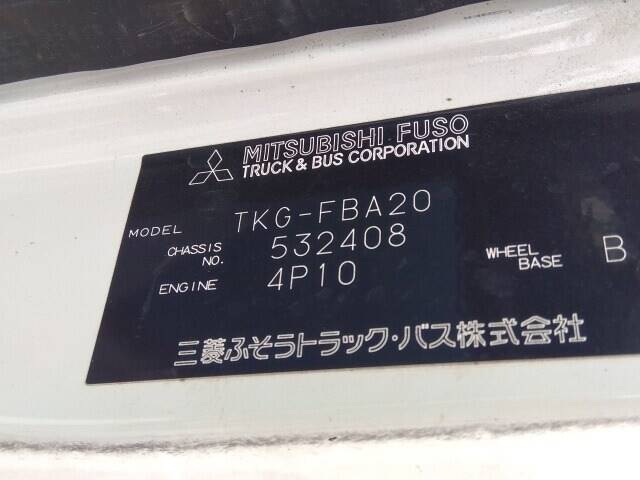 MITSUBISHI FUSO
TRUCK & BUS CORPORATION
MODEL TKG-FBA20
CHASSIS NO. 532408
ENGINE 4P10
WHEEL BASE B
三菱ふそうトラック・バス株式会社